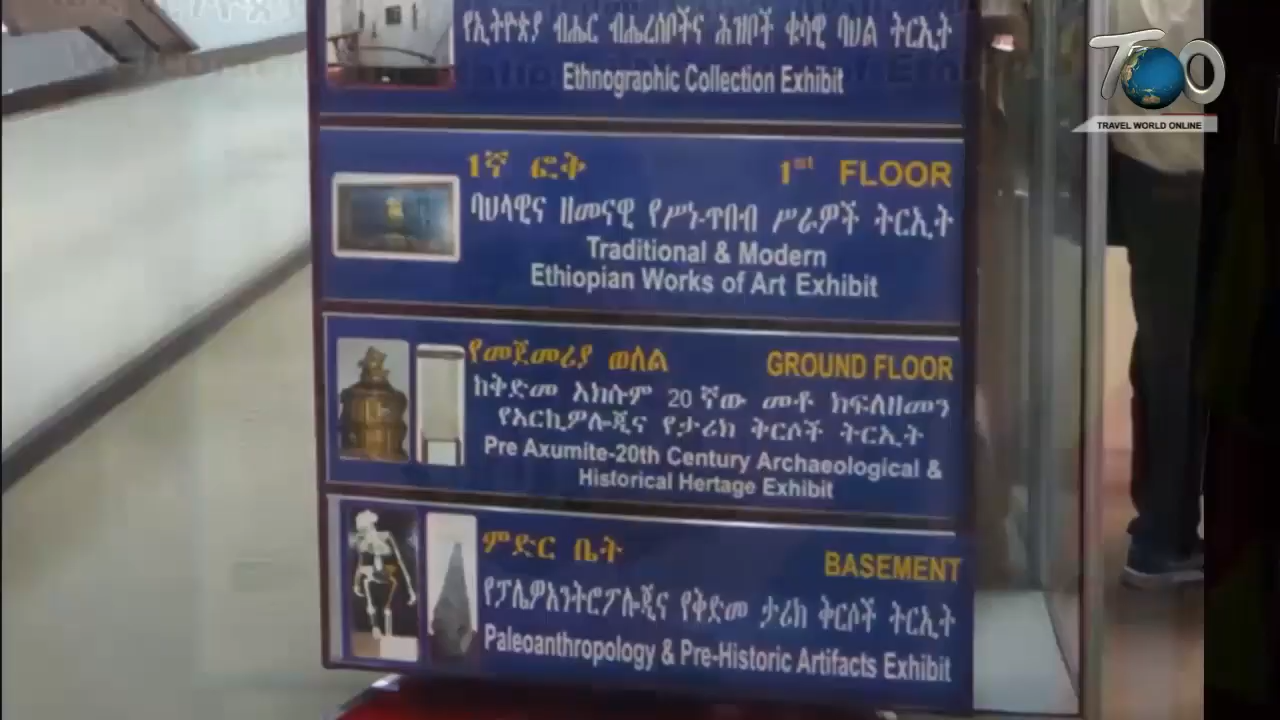 የኢትዮጵያ ብሔር ብሔረሰቦችና ሕዝቦች ቁሳዊ ባህል ትርኢት
Ethnographic Collection Exhibit
1ኛ ፎቅ 1st FLOOR
ባህላዊና ዘመናዊ የሥነ-ጥበብ ሥራዎች ትርኢት
Traditional & Modern
Ethiopian Works of Art Exhibit
የመጀመሪያ ወለል GROUND FLOOR
ከቅድመ አክሱም 20 ኛው መቶ ክፍለዘመን
የአርኪዎሎጂና የታሪክ ቅርሶች ትርኢት
Pre Axumite-20th Century Archaeological &
Historical Hertage Exhibit
ምድር ቤት BASEMENT
የፓሊዎአንትሮፖሎጂና የቅድመ ታሪክ ቅርሶች ትርኢት
Paleoanthropology & Pre-Historic Artifacts Exhibit
TRAVEL WORLD ONLINE